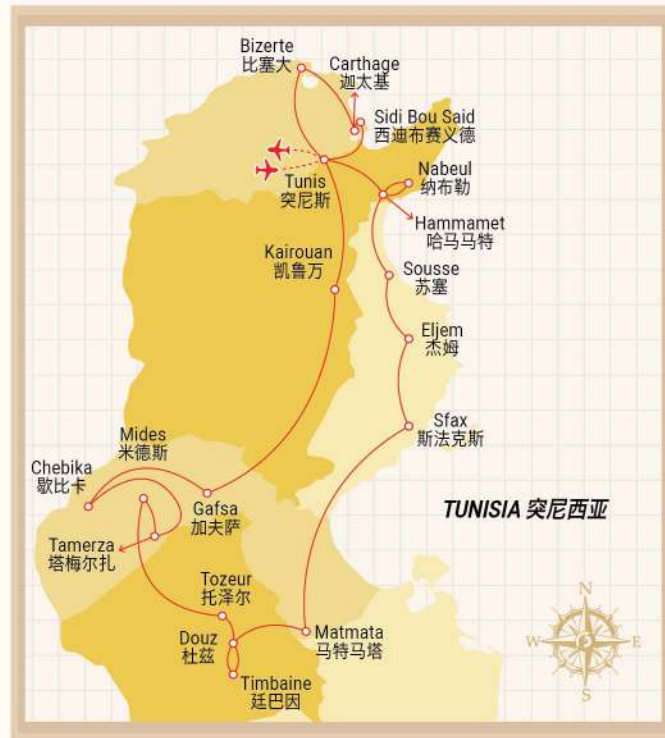 Bizerte
比塞大
Carthage
迦太基
Sidi Bou Said
西迪布赛义德
Nabeul
纳布勒
Tunis
突尼斯
Hammamet
哈马马特
Kairouan
凯鲁万
Sousse
苏塞
Eljem
杰姆
Sfax
斯法克斯
Mides
米德斯
Chebika
歇比卡
Gafsa
加夫萨
TUNISIA 突尼西亚
Tamerza
塔梅尔扎
Tozeur
托泽尔
Douz
杜兹
Matmata
马特马塔
Timbaine
廷巴因
N
W
E
S